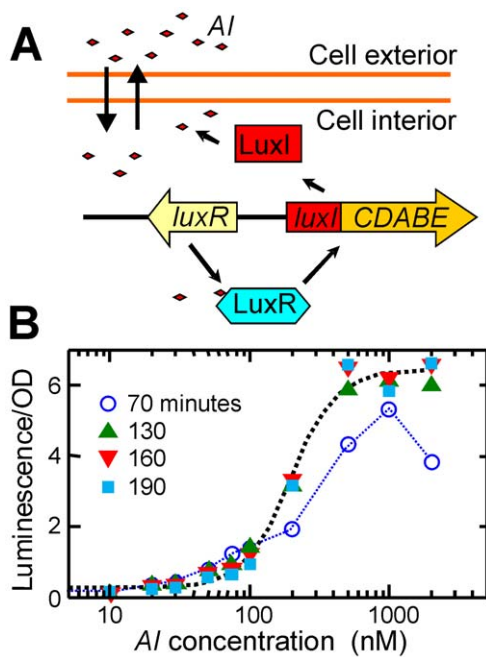 A
AI
Cell exterior
Cell interior
LuxI
luxR
luxI
CDABE
LuxR
B
Luminescence/OD
6
4
2
0
70 minutes
130
160
190
10
100
1000
AI concentration (nM)